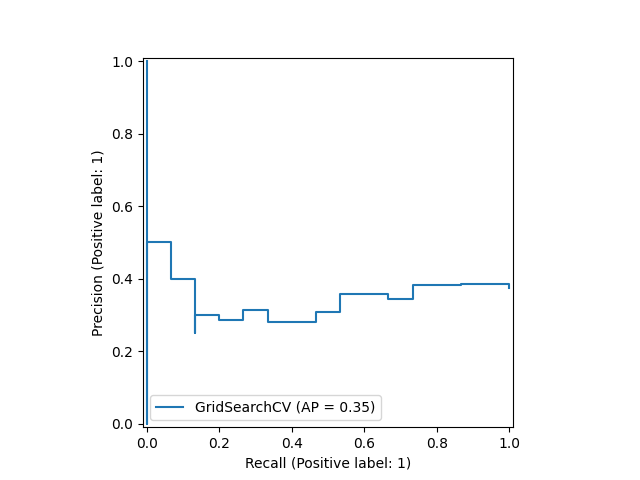 1.0
0.8
0.6
0.4
0.2
0.0
Precision (Positive label: 1)
GridSearchCV (AP = 0.35)
0.0 0.2 0.4 0.6 0.8 1.0
Recall (Positive label: 1)